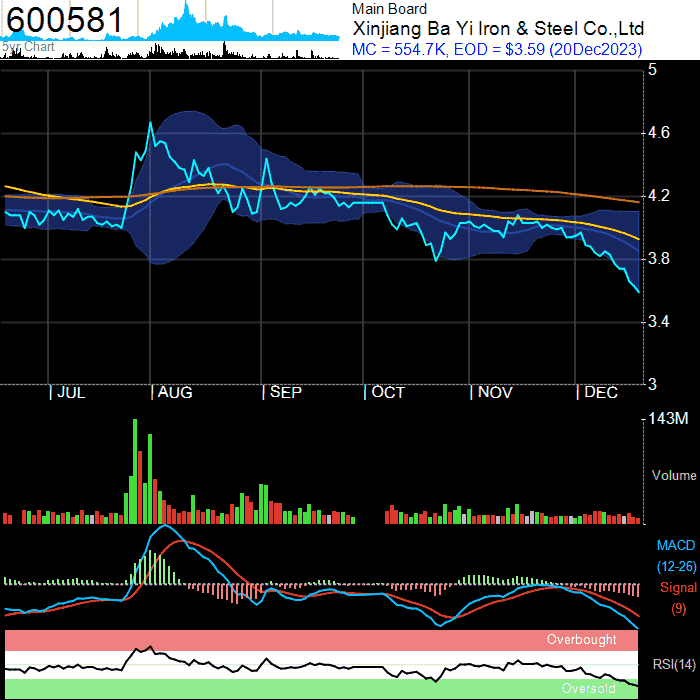 600581
5yr Chart
Main Board
Xinjiang Ba Yi Iron & Steel Co.,Ltd
MC = 554.7K, EOD = $3.59 (20Dec2023)
5
4.6
4.2
3.8
3.4
3
JUL AUG SEP OCT NOV DEC
143M
Volume
MACD
(12-26)
Signal
(9)
Overbought
RSI(14)
Oversold